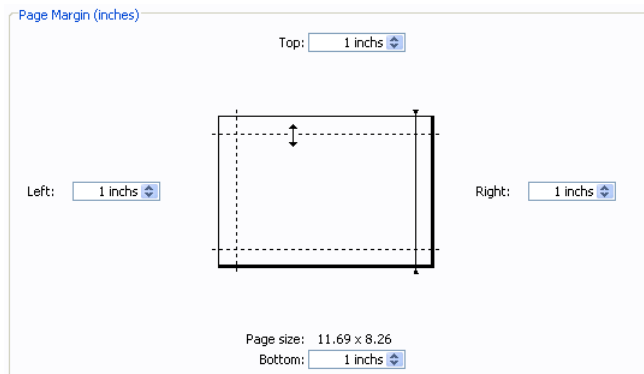 Page Margin (inches)
Top: 1 inchs
Left: 1 inchs
Right: 1 inchs
Page size: 11.69 x 8.26
Bottom: 1 inchs